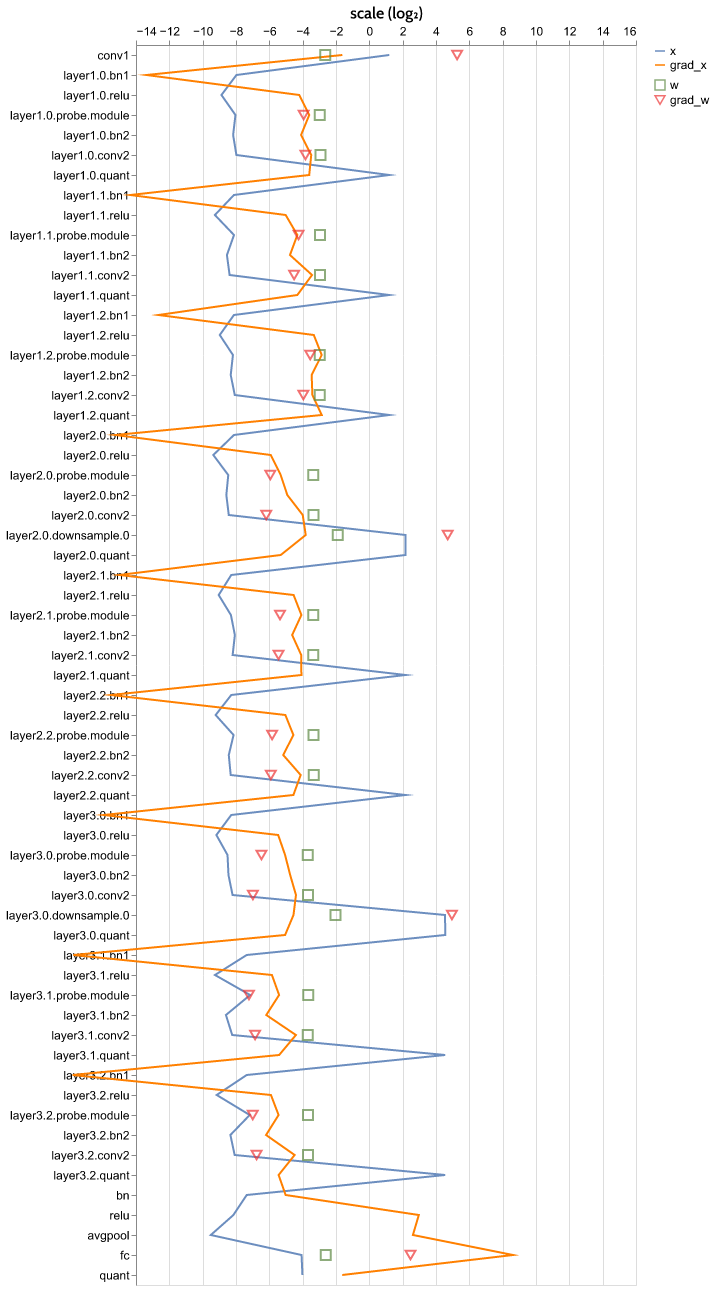 scale (log₂)
−14 −12 −10 −8 −6 −4 −2 0 2 4 6 8 10 12 14 16
x
grad_x
w
grad_w
conv1
layer1.0.bn1
layer1.0.relu
layer1.0.probe.module
layer1.0.bn2
layer1.0.conv2
layer1.0.quant
layer1.1.bn1
layer1.1.relu
layer1.1.probe.module
layer1.1.bn2
layer1.1.conv2
layer1.1.quant
layer1.2.bn1
layer1.2.relu
layer1.2.probe.module
layer1.2.bn2
layer1.2.conv2
layer1.2.quant
layer2.0.bn1
layer2.0.relu
layer2.0.probe.module
layer2.0.bn2
layer2.0.conv2
layer2.0.downsample.0
layer2.0.quant
layer2.1.bn1
layer2.1.relu
layer2.1.probe.module
layer2.1.bn2
layer2.1.conv2
layer2.1.quant
layer2.2.bn1
layer2.2.relu
layer2.2.probe.module
layer2.2.bn2
layer2.2.conv2
layer2.2.quant
layer3.0.bn1
layer3.0.relu
layer3.0.probe.module
layer3.0.bn2
layer3.0.conv2
layer3.0.downsample.0
layer3.0.quant
layer3.1.bn1
layer3.1.relu
layer3.1.probe.module
layer3.1.bn2
layer3.1.conv2
layer3.1.quant
layer3.2.bn1
layer3.2.relu
layer3.2.probe.module
layer3.2.bn2
layer3.2.conv2
layer3.2.quant
bn
relu
avgpool
fc
quant